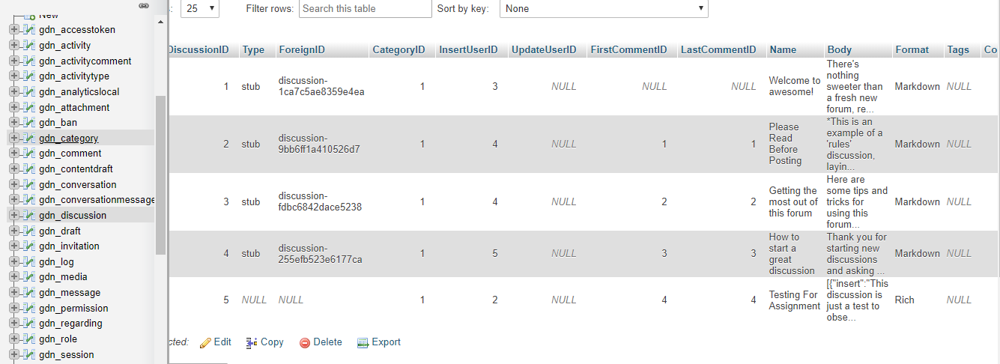 s:
25
Filter rows:
Search this table
Sort by key:
None
New
gdn_accesstoken
gdn_activity
gdn_activitycomment
gdn_activitytype
gdn_analyticslocal
gdn_attachment
gdn_ban
gdn_category
gdn_comment
gdn_contentdraft
gdn_conversation
gdn_conversationmessage
gdn_discussion
gdn_draft
gdn_invitation
gdn_log
gdn_media
gdn_message
gdn_permission
gdn_regarding
gdn_role
gdn_session
DiscussionID Type ForeignID CategoryID InsertUserID UpdateUserID FirstCommentID LastCommentID Name Body Format Tags Co
1 stub
discussion-
1ca7c5ae8359e4ea
1 3 NULL NULL NULL
Welcome to
awesome!
There's
nothing
sweeter than
a fresh new
forum, re...
Markdown NULL
2 stub
discussion-
9bb6ff1a410526d7
1 4 NULL 1 1
Please
Read
Before
Posting
*This is an
example of a
'rules'
discussion,
layin...
Markdown NULL
3 stub
discussion-
fdbc6842dace5238
1 4 NULL 2 2
Getting the
most out of
this forum
Here are
some tips and
tricks for
using this
forum...
Markdown NULL
4 stub
discussion-
255efb523e6177ca
1 5 NULL 3 3
How to
start a
great
discussion
Thank you for
starting new
discussions
and asking ...
Markdown NULL
5 NULL NULL 1 2 NULL 4 4
Testing For
Assignment
[{"insert":"This
discussion is
just a test to
obse...
Rich NULL
cted: Edit Copy Delete Export